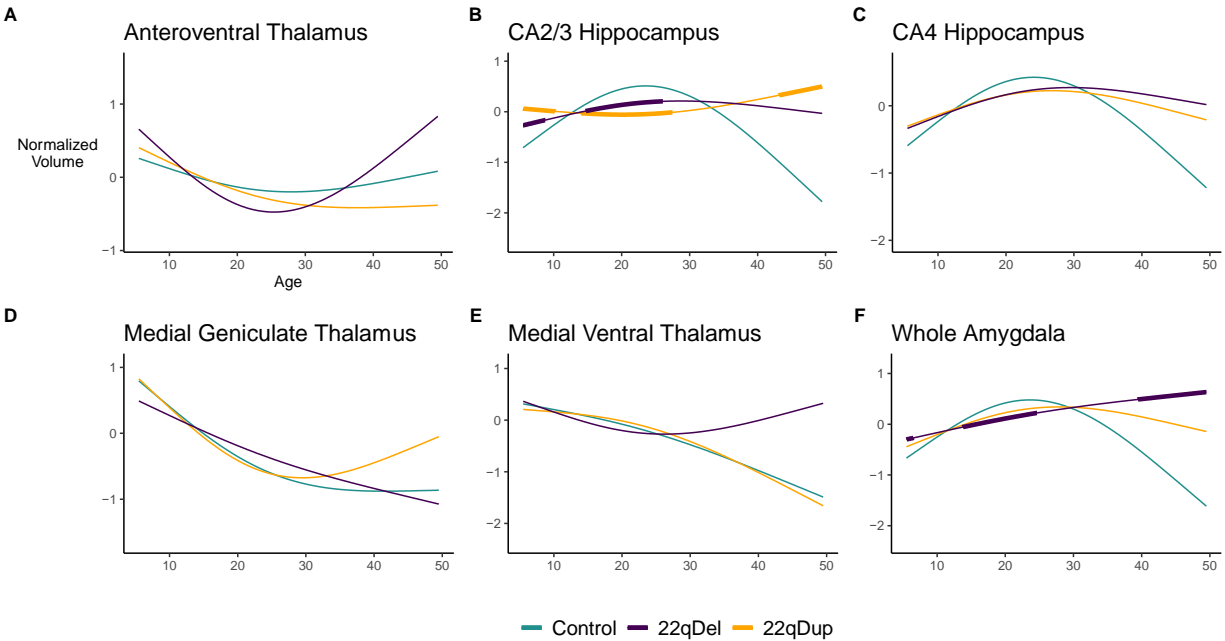 A
Anteroventral Thalamus
1
0
−1
Normalized
Volume
10 20 30 40 50
Age
B
CA2/3 Hippocampus
1
0
−1
−2
10 20 30 40 50
C
CA4 Hippocampus
0
−1
−2
10 20 30 40 50
D
Medial Geniculate Thalamus
1
0
−1
10 20 30 40 50
E
Medial Ventral Thalamus
1
0
−1
−2
10 20 30 40 50
F
Whole Amygdala
1
0
−1
−2
10 20 30 40 50
Control 22qDel 22qDup